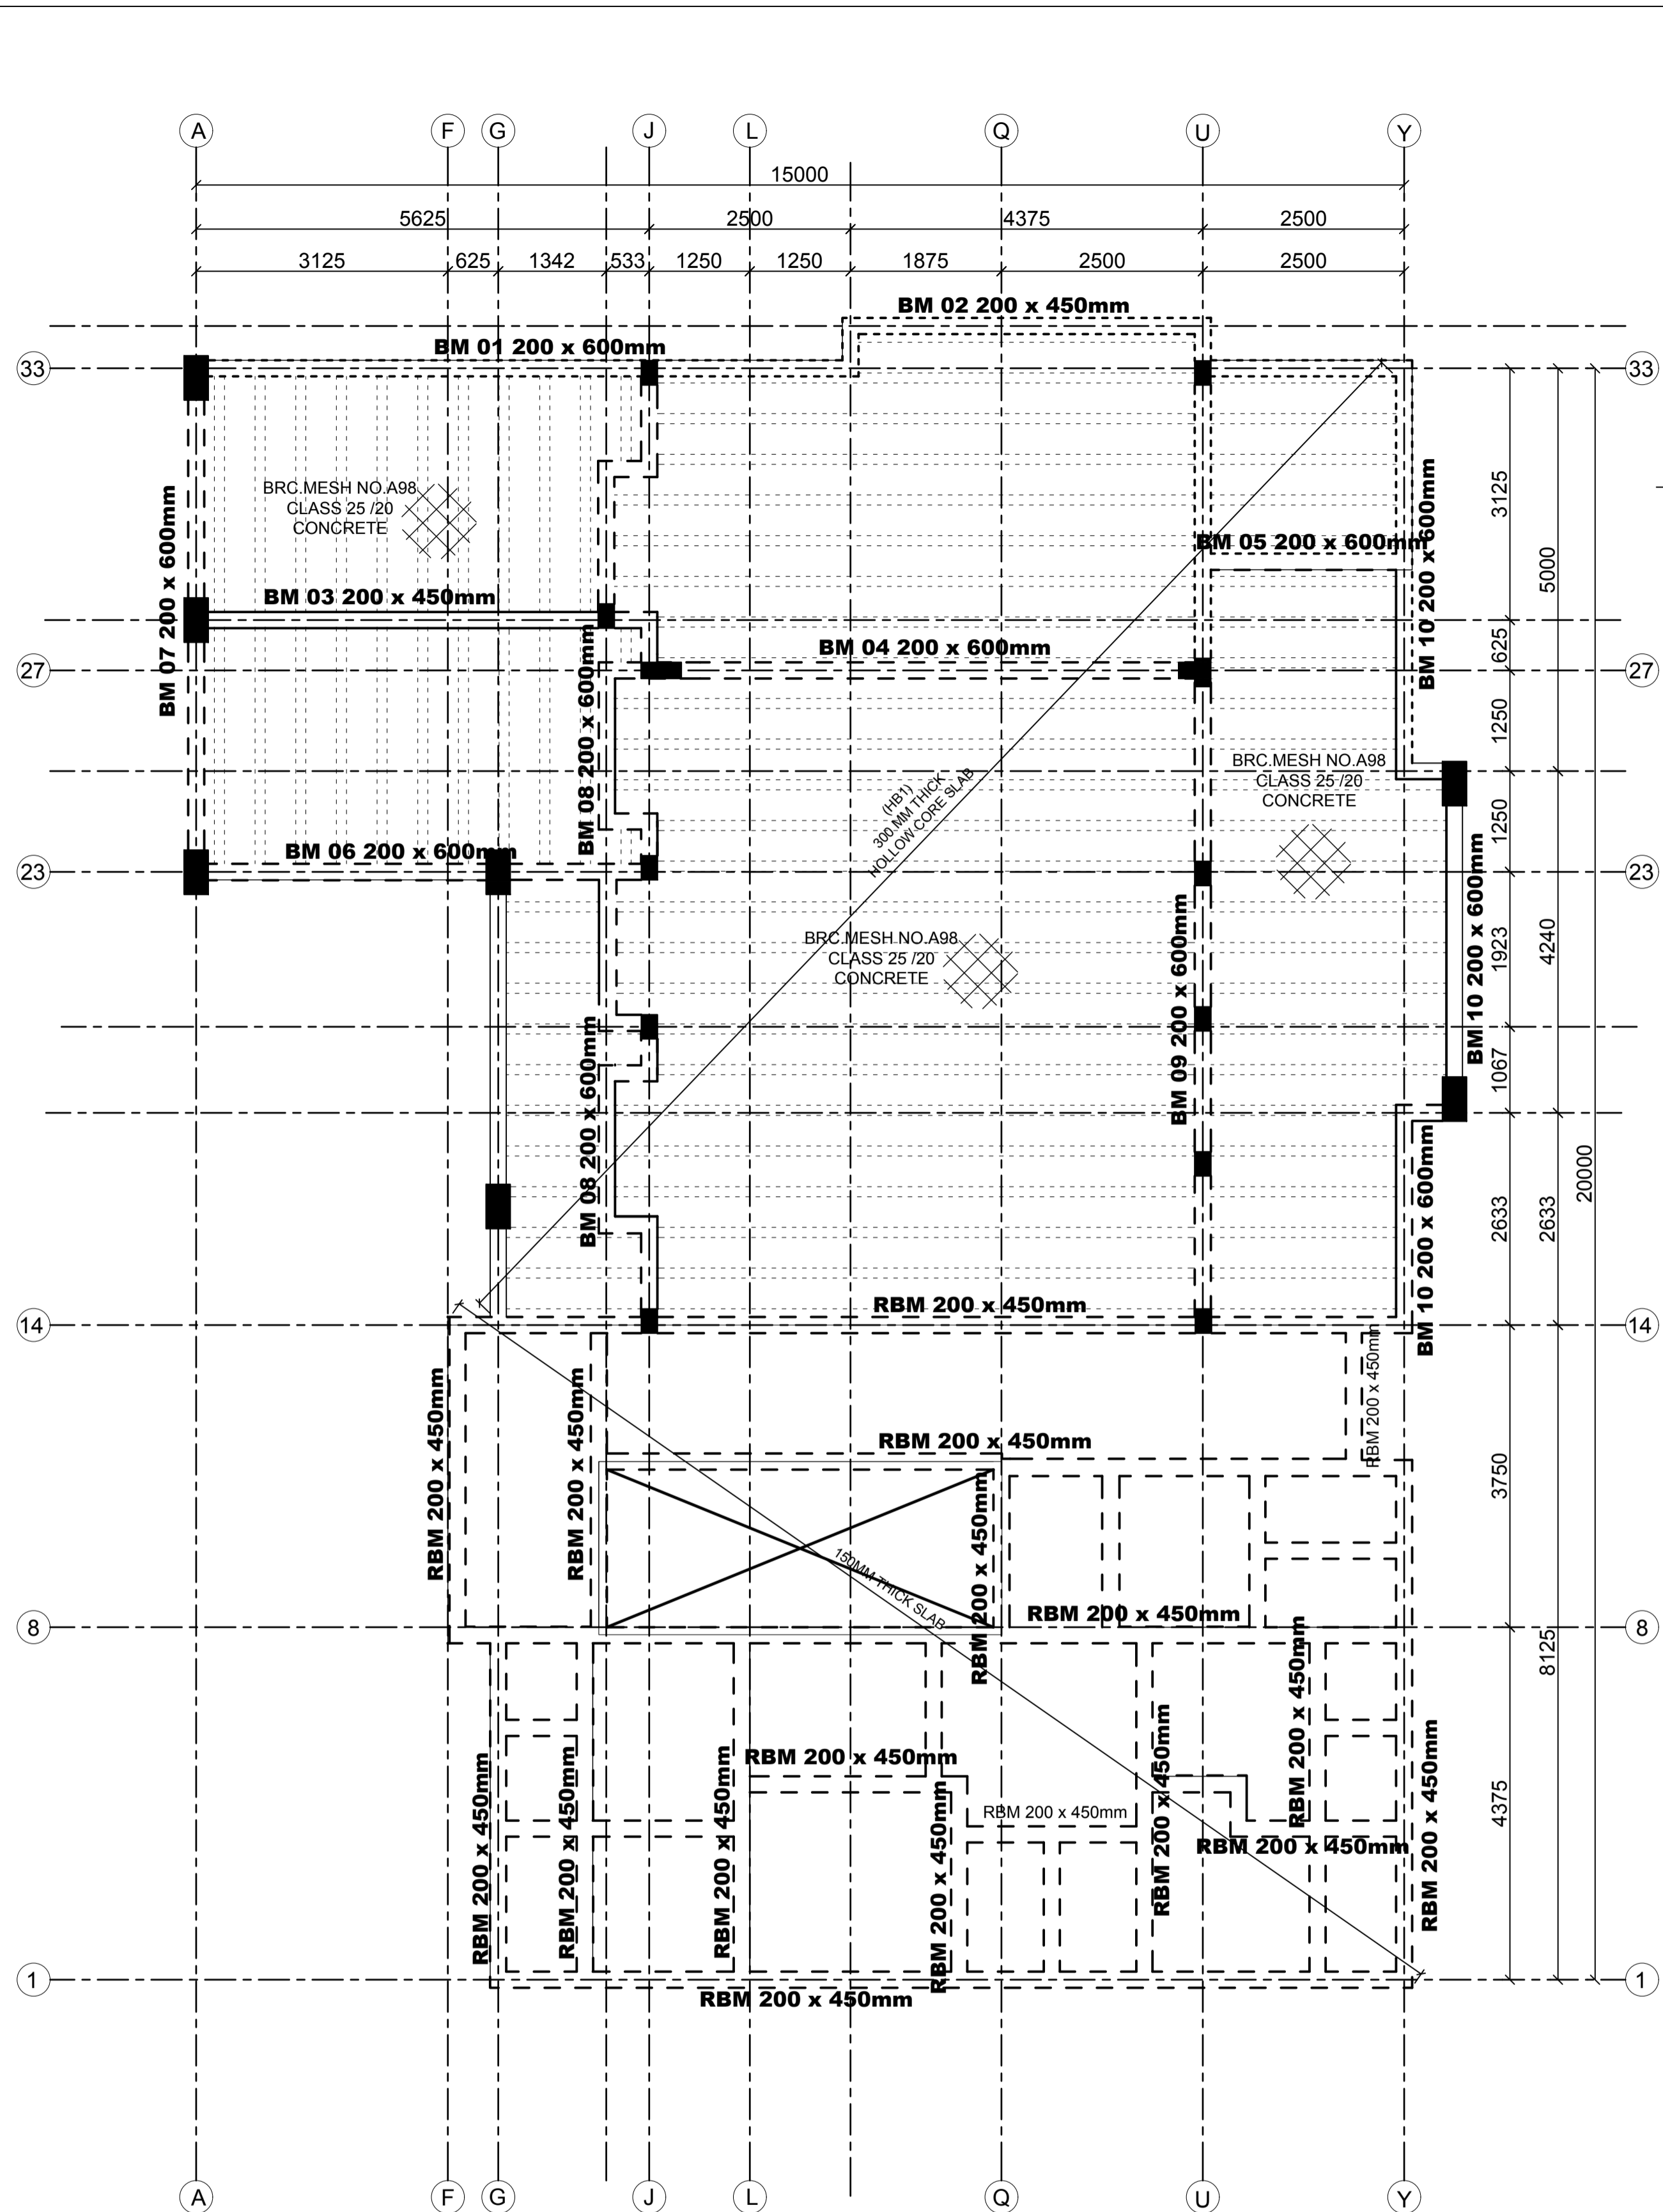 A F G J L Q U Y
15000
5625 2500 4375 2500
3125 625 1342 533 1250 1250 1875 2500 2500
BM 02 200 x 450mm
BM 01 200 x 600mm
33 33
3125
5000
BM 07 200 x 600mm
BRC.MESH NO.A98
CLASS 25 /20
CONCRETE
BM 10 200 x 600mm
BM 05 200 x 600mm
BM 03 200 x 450mm
625
BM 04 200 x 600mm
27 27
BM 08 200 x 600mm
1250
(HB1)
300 MM THICK
HOLLOW CORE SLAB
BRC.MESH NO.A98
CLASS 25 /20
CONCRETE
1250
BM 06 200 x 600mm
23 23
BM 10 200 x 600mm
BRC.MESH NO.A98
CLASS 25 /20
CONCRETE
1923
4240
BM 09 200 x 600mm
1067
BM 08 200 x 600mm
20000
BM 10 200 x 600mm
2633
2633
RBM 200 x 450mm
14 14
RBM 200 x 450mm
RBM 200 x 450mm
RBM 200 x 450mm
RBM 200 x 450mm
3750
RBM 200 x 450mm
150MM THICK SLAB
RBM 200 x 450mm
8 8
8125
RBM 200 x 450mm
RBM 200 x 450mm
RBM 200 x 450mm
RBM 200 x 450mm
RBM 200 x 450mm
RBM 200 x 450mm
RBM 200 x 450mm
RBM 200 x 450mm
4375
RBM 200 x 450mm
RBM 200 x 450mm
RBM 200 x 450mm
1 1
RBM 200 x 450mm
A F G J L Q U Y